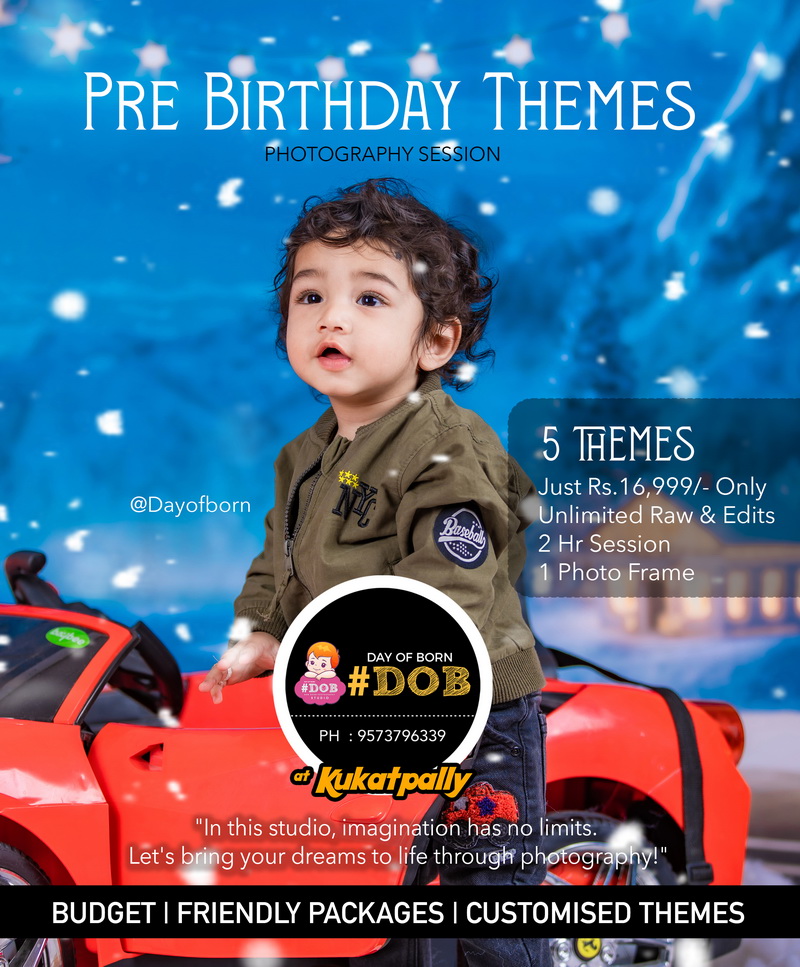 PRE BIRTHDAY THEMES
PHOTOGRAPHY SESSION
5 THEMES
Just Rs.16,999/- Only
Unlimited Raw & Edits
2 Hr Session
1 Photo Frame
@Dayofborn
NYC
Baseball
DAY OF BORN
#DOB
#DOB
STUDIO
PH : 9573796339
at Kukatpally
"In this studio, imagination has no limits.
Let's bring your dreams to life through photography!"
BUDGET | FRIENDLY PACKAGES | CUSTOMISED THEMES